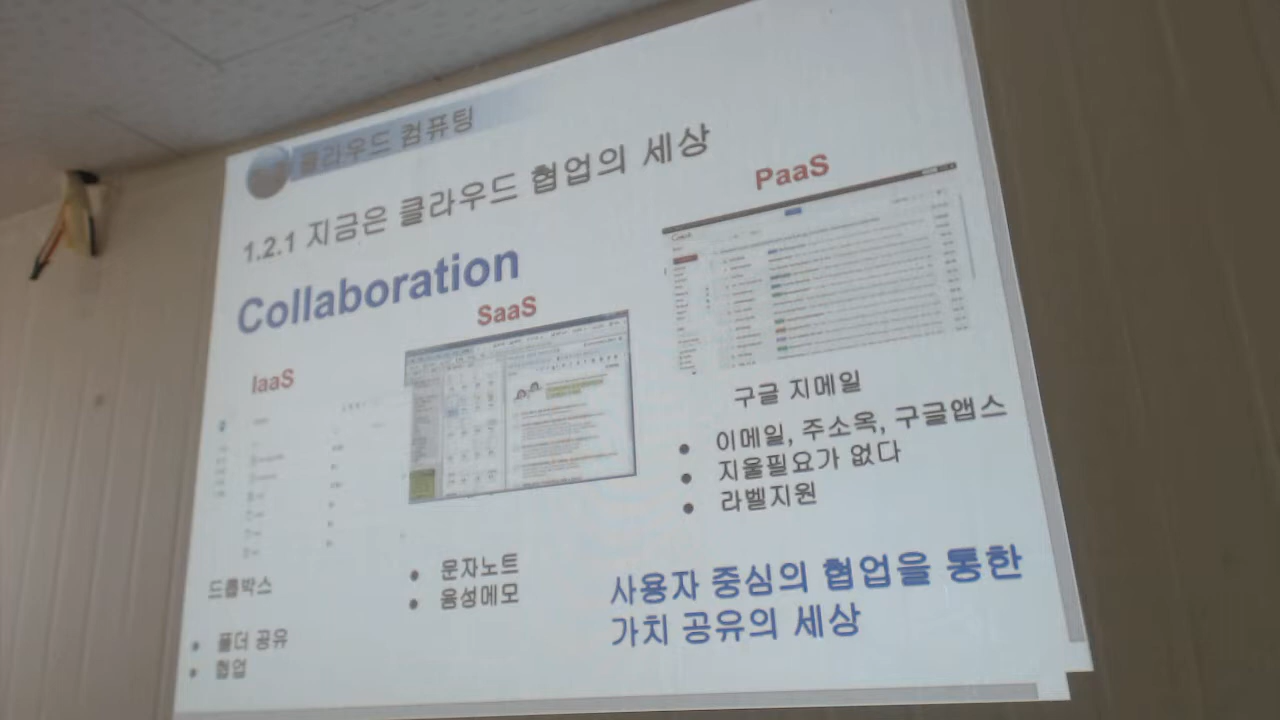 클라우드 컴퓨팅
1.2.1 지금은 클라우드 협업의 세상
Collaboration
IaaS
드롭박스
• 폴더 공유
• 협업
SaaS
• 문자노트
• 음성메모
PaaS
구글 지메일
• 이메일, 주소옥, 구글앱스
• 지울필요가 없다
• 라벨지원
사용자 중심의 협업을 통한
가치 공유의 세상